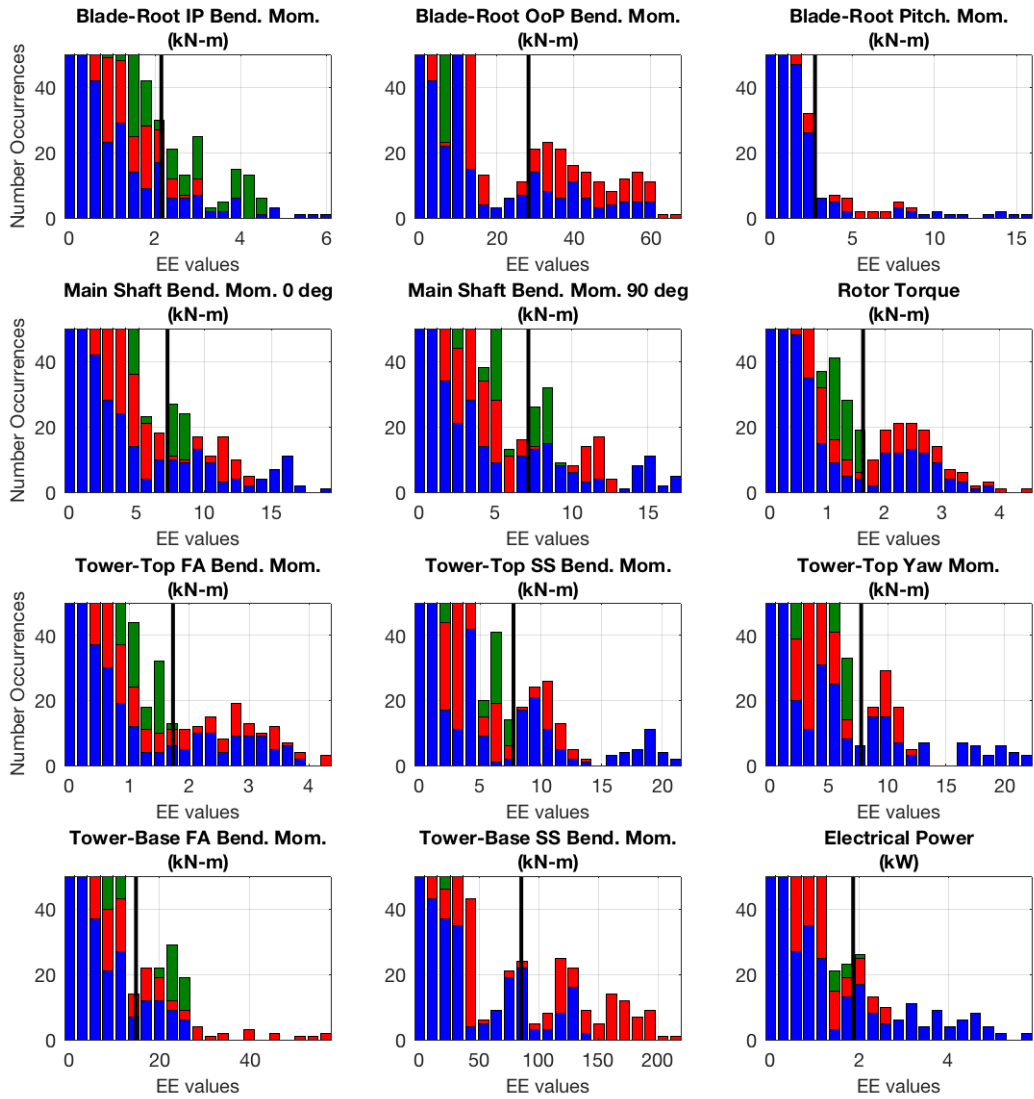 Blade-Root IP Bend. Mom.
(kN-m)
Blade-Root OoP Bend. Mom.
(kN-m)
Blade-Root Pitch. Mom.
(kN-m)
Number Occurrences
40
20
0
0 2 4 6
EE values
40
20
0
0 20 40 60
EE values
40
20
0
0 5 10 15
EE values
Main Shaft Bend. Mom. 0 deg
(kN-m)
Main Shaft Bend. Mom. 90 deg
(kN-m)
Rotor Torque
(kN-m)
Number Occurrences
40
20
0
0 5 10 15
EE values
40
20
0
0 5 10 15
EE values
40
20
0
0 1 2 3 4
EE values
Tower-Top FA Bend. Mom.
(kN-m)
Tower-Top SS Bend. Mom.
(kN-m)
Tower-Top Yaw Mom.
(kN-m)
Number Occurrences
40
20
0
0 1 2 3 4
EE values
40
20
0
0 5 10 15 20
EE values
40
20
0
0 5 10 15 20
EE values
Tower-Base FA Bend. Mom.
(kN-m)
Tower-Base SS Bend. Mom.
(kN-m)
Electrical Power
(kW)
Number Occurrences
40
20
0
0 20 40
EE values
40
20
0
0 50 100 150 200
EE values
40
20
0
0 2 4
EE values